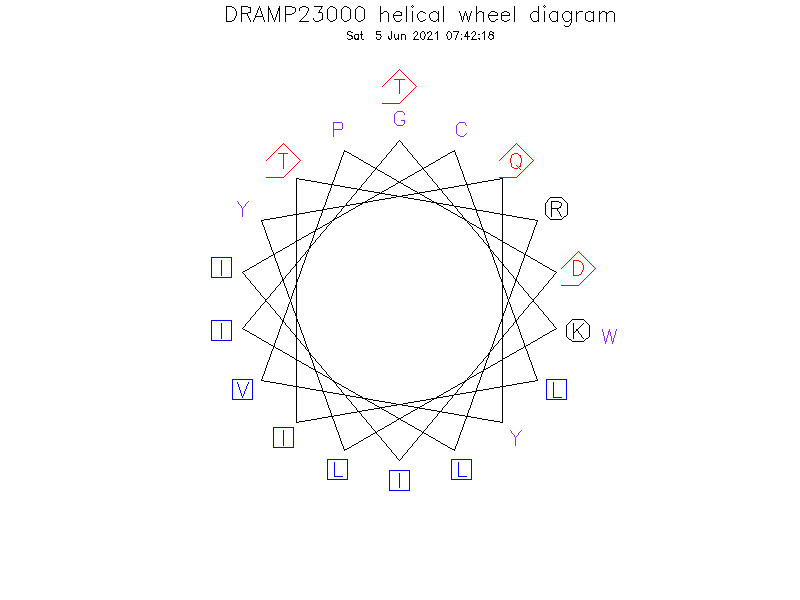 DRAMP23000 helical wheel diagram
Sat 5 Jun 2021 07:42:18
T
P G C
T Q
Y R
I D
I K W
V L
I Y
L I L